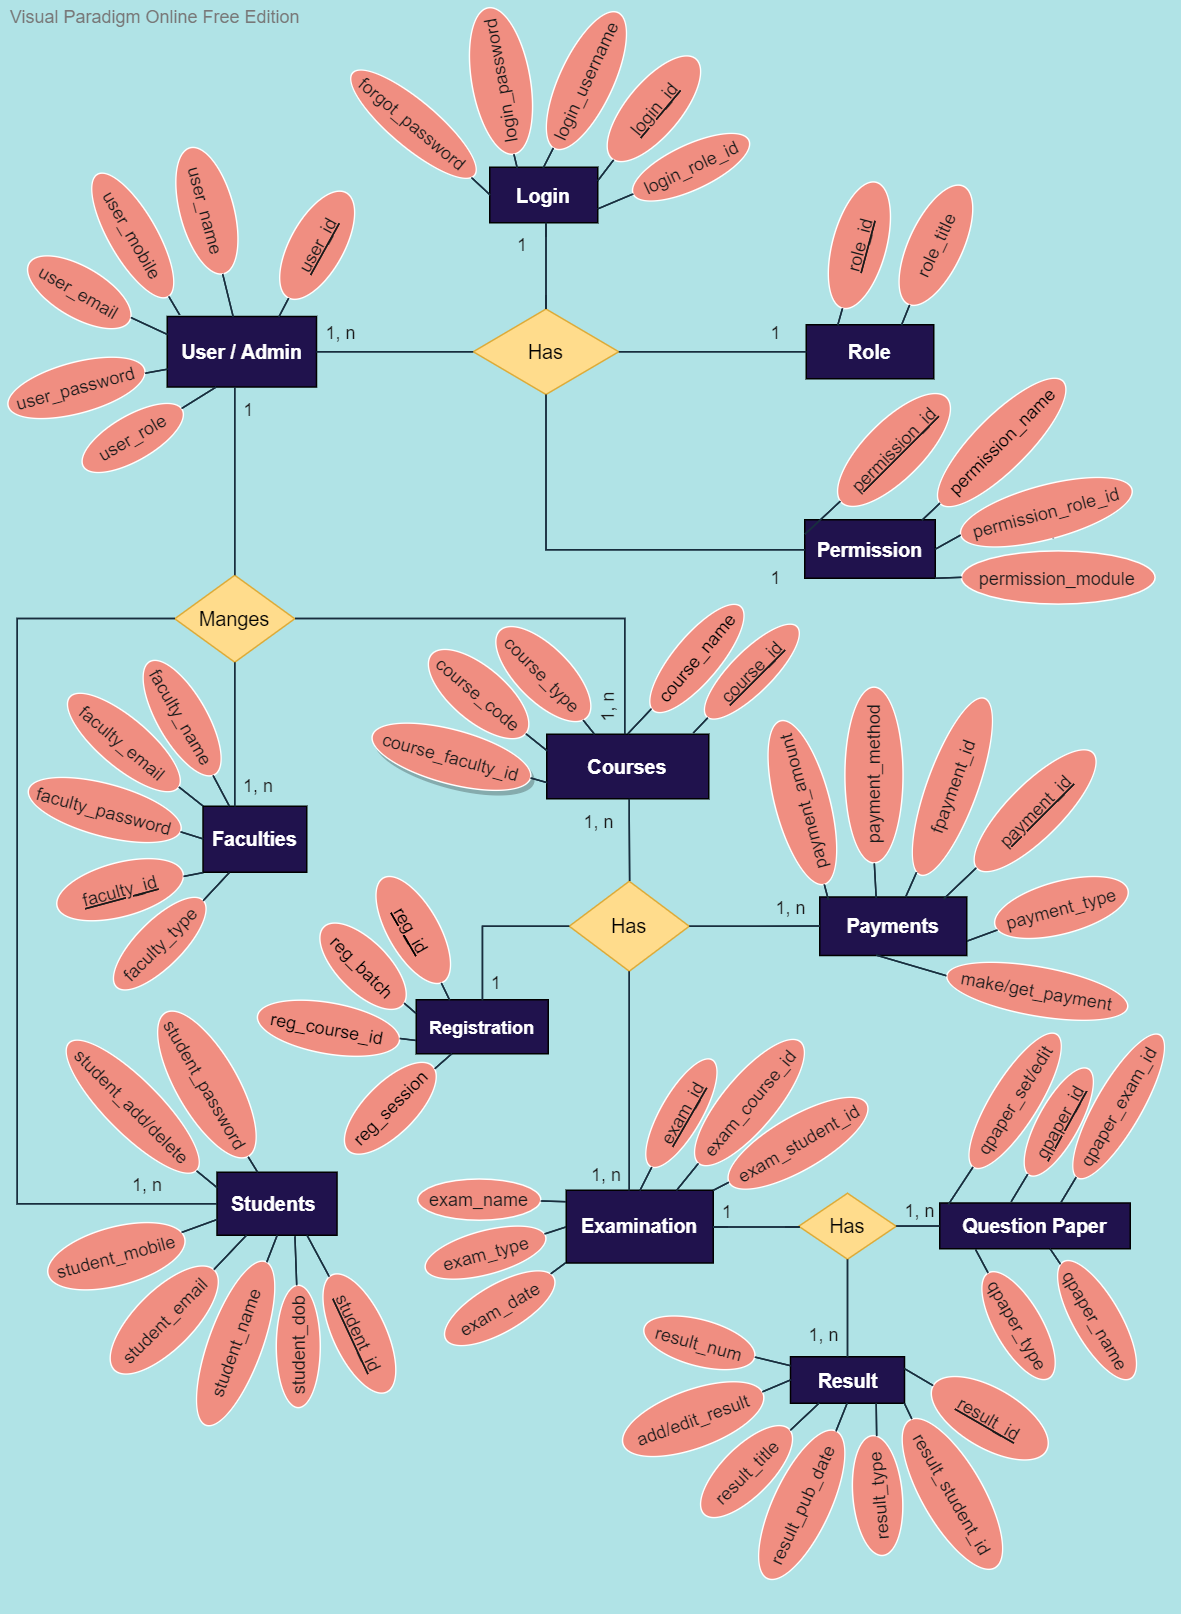 Visual Paradigm Online Free Edition
forgot_password
login_password
login_username
login_id
login_role_id
Login
1
user_email
user_mobile
user_name
user_id
user_password
user_role
User / Admin
1, n
1
Has
1
role_id
role_title
Role
permission_id
permission_name
permission_role_id
permission_module
Permission
1
Manges
faculty_name
faculty_email
faculty_password
faculty_id
faculty_type
1, n
Faculties
course_name
course_id
course_type
course_code
course_faculty_id
1, n
Courses
1, n
Has
payment_amount
payment_method
fpayment_id
payment_id
payment_type
make/get_payment
1, n
Payments
reg_id
reg_batch
reg_course_id
reg_session
1
Registration
student_password
student_add/delete
1, n
Students
student_mobile
student_email
student_name
student_dob
student_id
exam_id
exam_course_id
exam_student_id
1, n
exam_name
exam_type
exam_date
Examination
1
Has
1, n
qpaper_set/edit
qpaper_id
qpaper_exam_id
Question Paper
qpaper_type
qpaper_name
1, n
result_num
Result
add/edit_result
result_title
result_pub_date
result_type
result_student_id
result_id